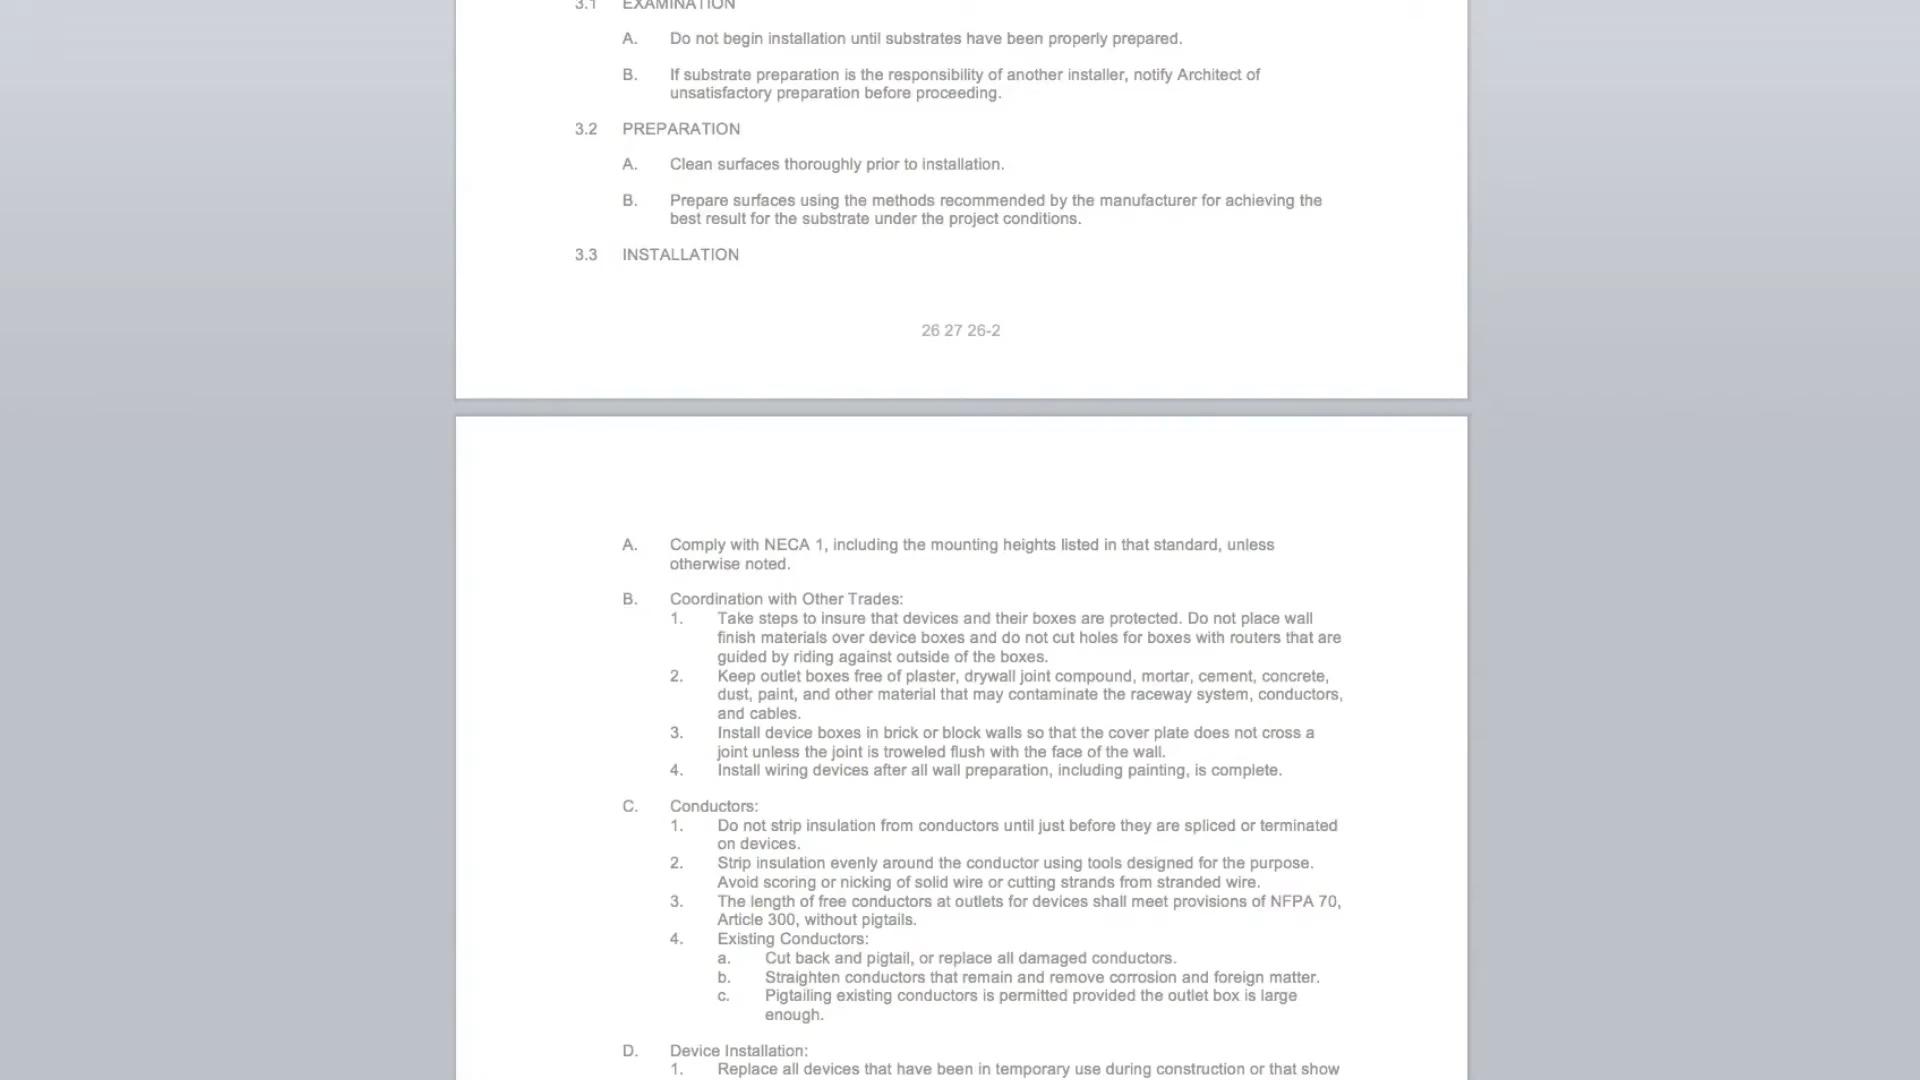 3.1 EXAMINATION
A. Do not begin installation until substrates have been properly prepared.
B. If substrate preparation is the responsibility of another installer, notify Architect of
unsatisfactory preparation before proceeding.
3.2 PREPARATION
A. Clean surfaces thoroughly prior to installation.
B. Prepare surfaces using the methods recommended by the manufacturer for achieving the
best result for the substrate under the project conditions.
3.3 INSTALLATION
26 27 26-2
A. Comply with NECA 1, including the mounting heights listed in that standard, unless
otherwise noted.
B. Coordination with Other Trades:
1. Take steps to insure that devices and their boxes are protected. Do not place wall
finish materials over device boxes and do not cut holes for boxes with routers that are
guided by riding against outside of the boxes.
2. Keep outlet boxes free of plaster, drywall joint compound, mortar, cement, concrete,
dust, paint, and other material that may contaminate the raceway system, conductors,
and cables.
3. Install device boxes in brick or block walls so that the cover plate does not cross a
joint unless the joint is troweled flush with the face of the wall.
4. Install wiring devices after all wall preparation, including painting, is complete.
C. Conductors:
1. Do not strip insulation from conductors until just before they are spliced or terminated
on devices.
2. Strip insulation evenly around the conductor using tools designed for the purpose.
Avoid scoring or nicking of solid wire or cutting strands from stranded wire.
3. The length of free conductors at outlets for devices shall meet provisions of NFPA 70,
Article 300, without pigtails.
4. Existing Conductors:
a. Cut back and pigtail, or replace all damaged conductors.
b. Straighten conductors that remain and remove corrosion and foreign matter.
c. Pigtailing existing conductors is permitted provided the outlet box is large
enough.
D. Device Installation:
1. Replace all devices that have been in temporary use during construction or that show